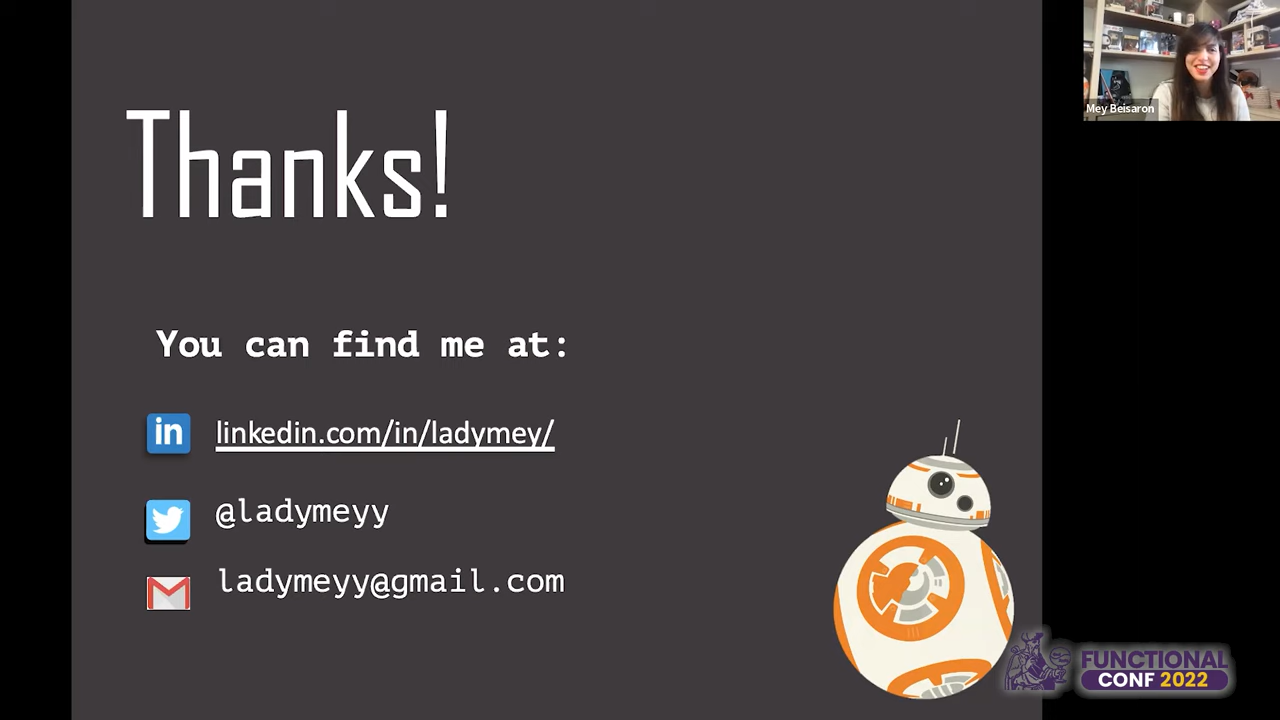 Thanks!
You can find me at:
in linkedin.com/in/ladymey/
@ladymeyy
ladymeyy@gmail.com
Mey Beisaron
FUNCTIONAL
CONF 2022